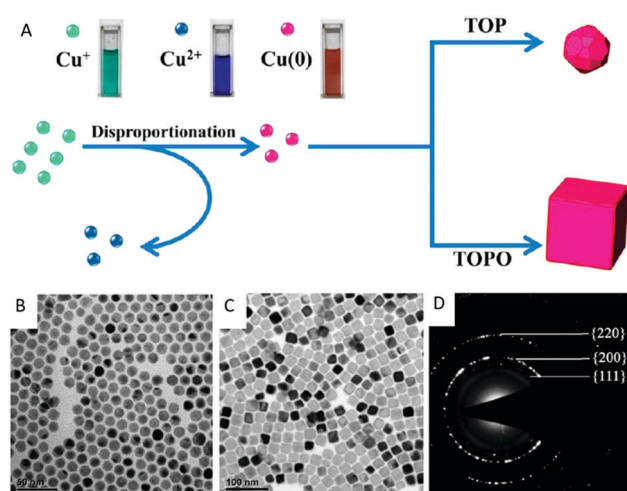 A
Cu⁺
Cu²⁺
Cu(0)
TOP
Disproportionation
TOPO
B
50 nm
C
100 nm
D
{220}
{200}
{111}